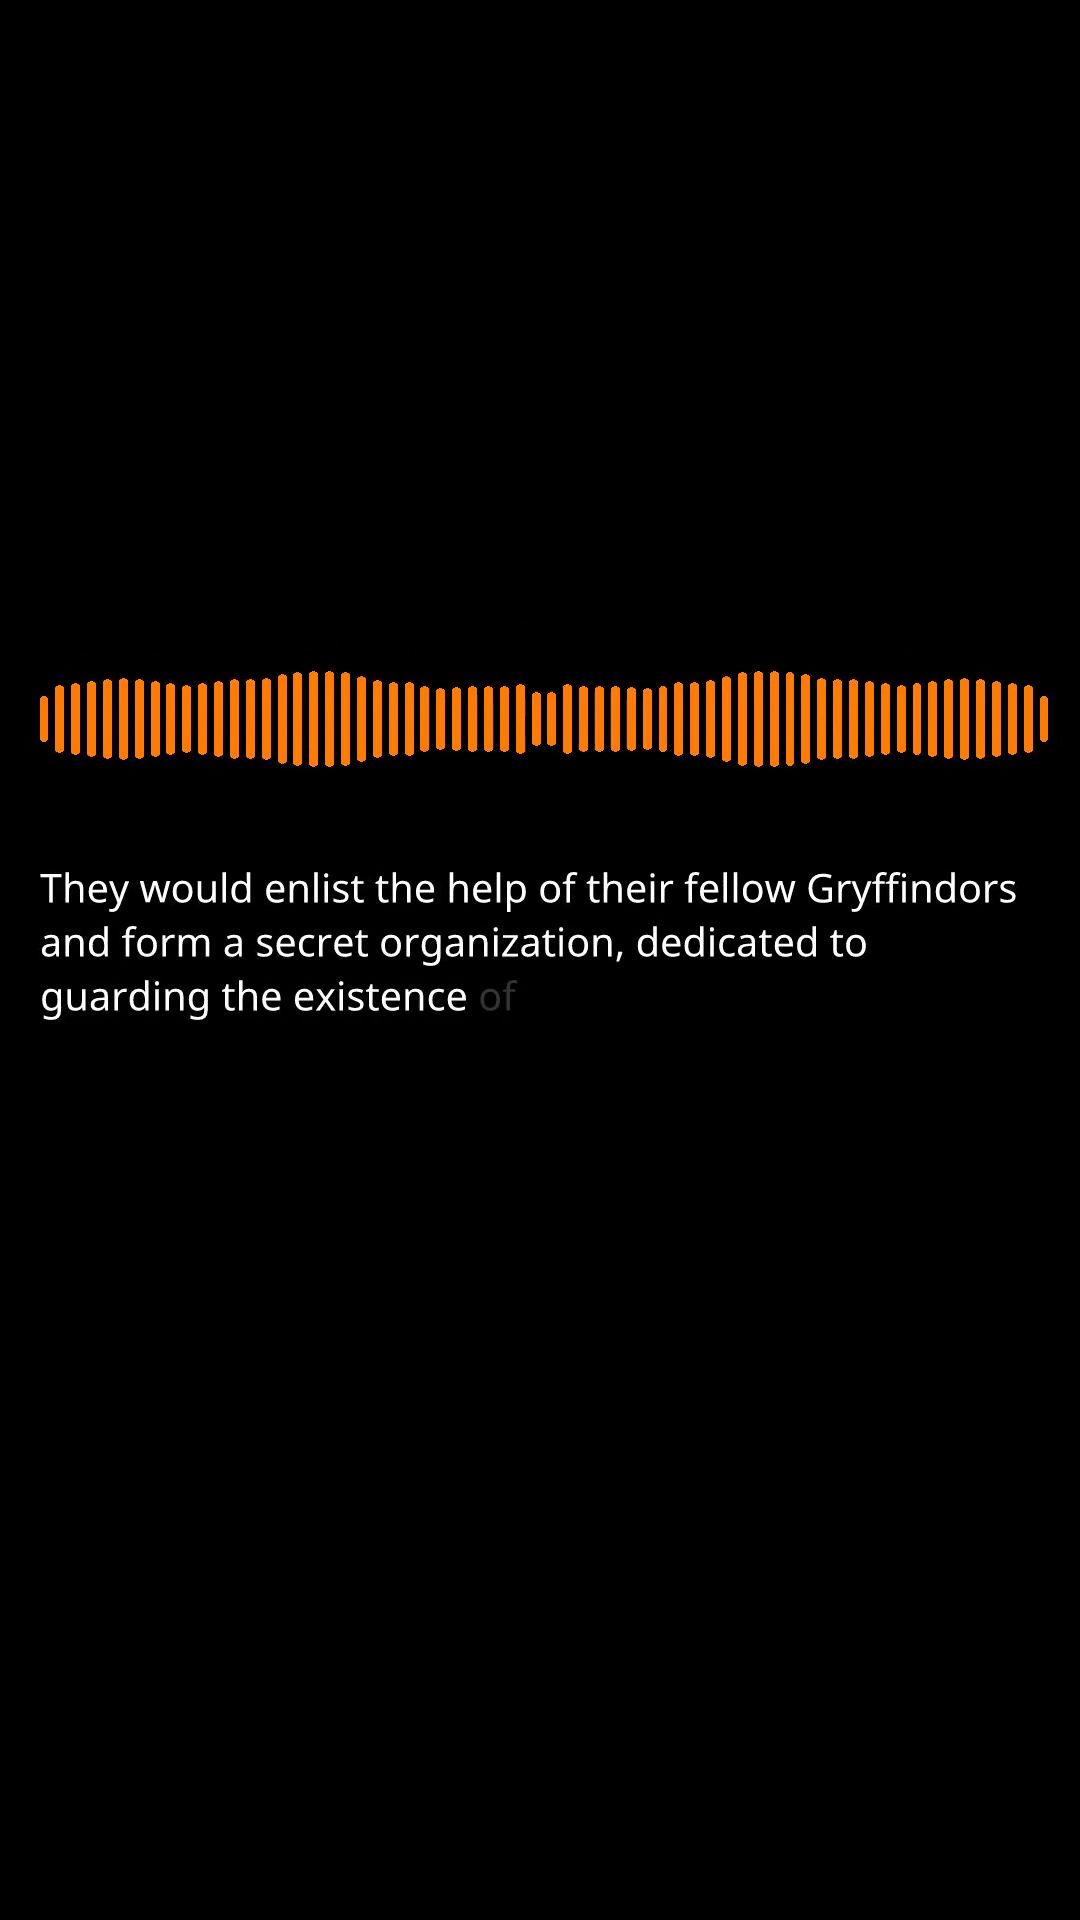 They would enlist the help of their fellow Gryffindors
and form a secret organization, dedicated to
guarding the existence of